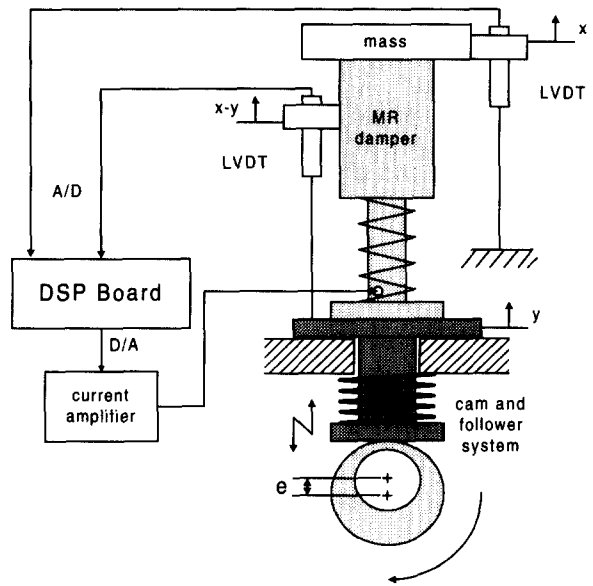 x
mass
LVDT
x-y
MR
damper
LVDT
A/D
DSP Board
y
D/A
current
amplifier
cam and
follower
system
e